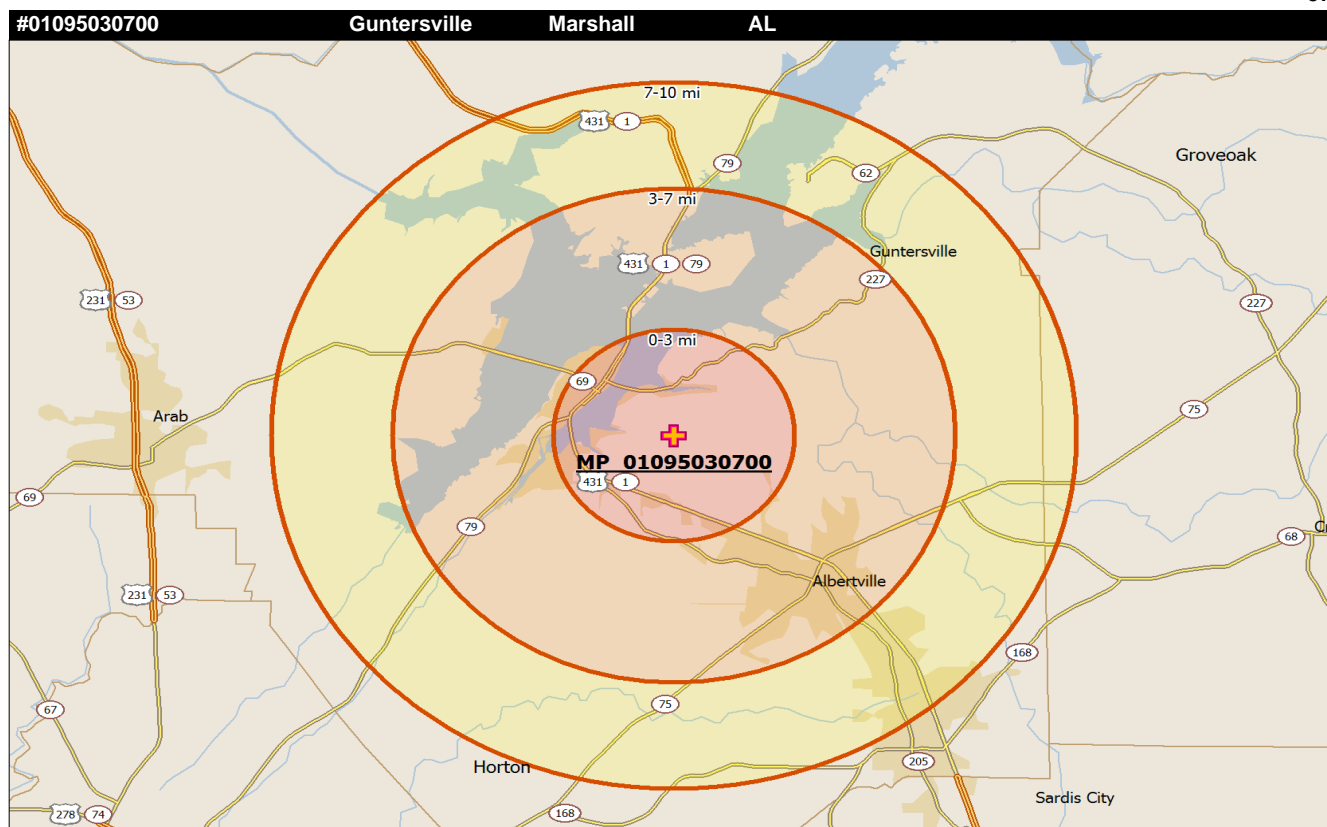 #01095030700 Guntersville Marshall AL
7-10 mi
431 1
79
62
Groveoak
3-7 mi
431 1 79
Guntersville
227
231 53
227
0-3 mi
69
75
Arab
MP 01095030700
431 1
69
79
68
231 53
Albertville
168
67
75
Horton
205
Sardis City
278 74
168